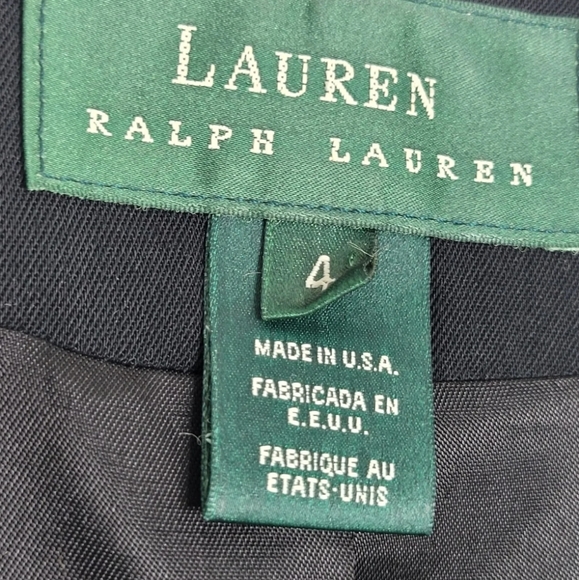 LAUREN
RALPH LAUREN
4
MADE IN U.S.A.
FABRICADA EN
E.E.U.U.
FABRIQUE AU
ETATS-UNIS